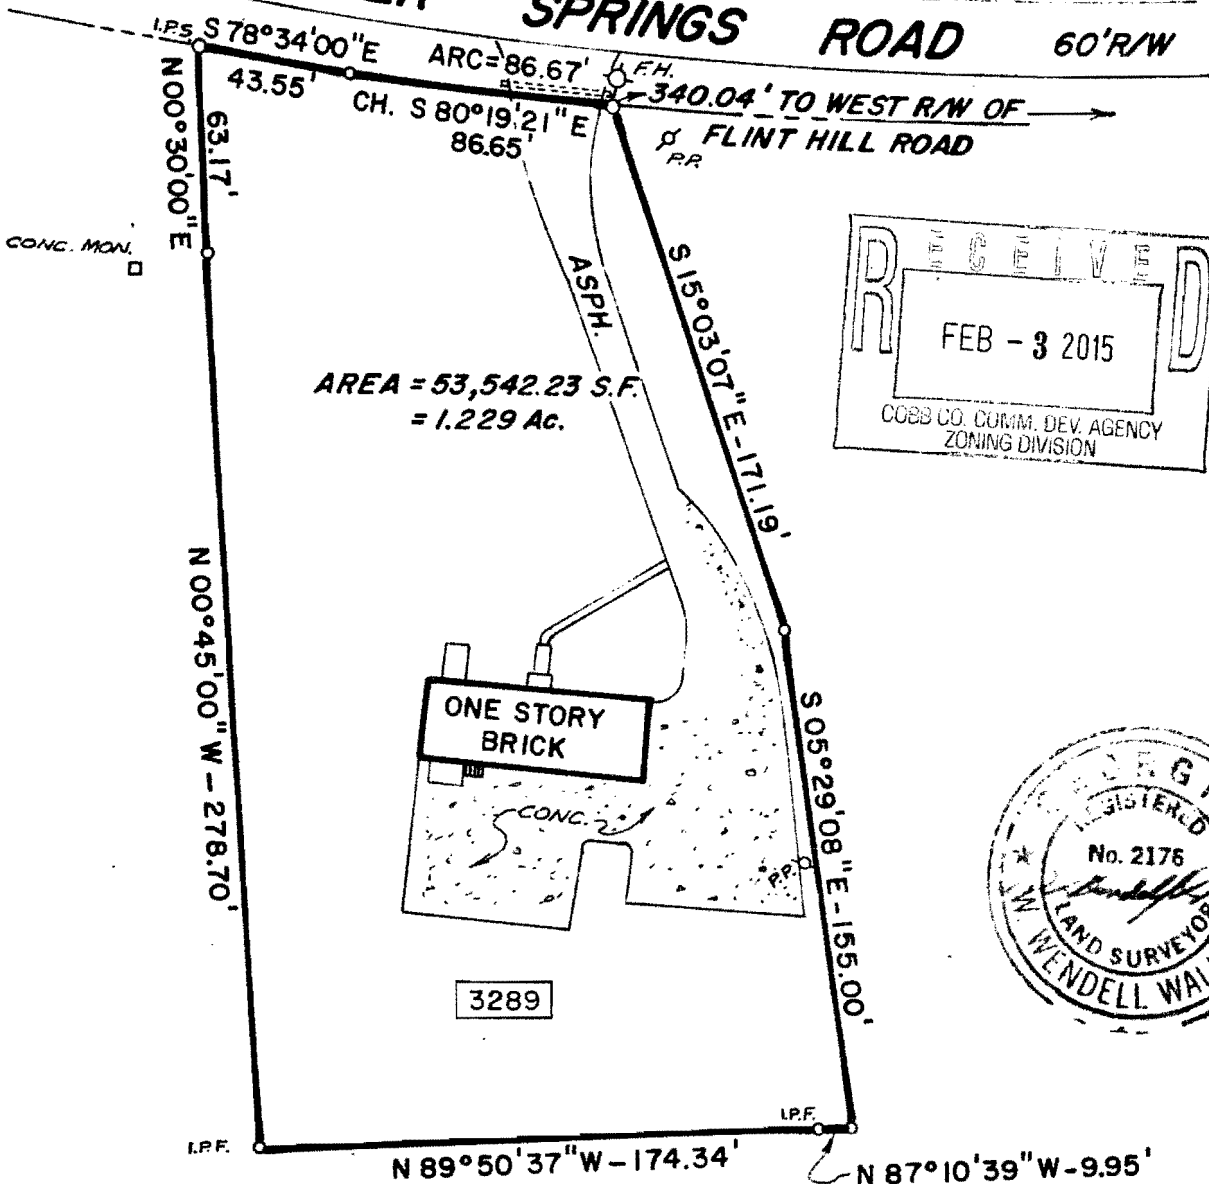 SPRINGS ROAD 60'R/W
I.P.S.
S 78°34'00"E
43.55'
ARC=86.67'
CH. S 80°19'21"E
86.65'
F.H.
340.04' TO WEST R/W OF
FLINT HILL ROAD
P.P.
N 00°30'00"E
63.17'
CONC. MON.
ASPH.
S 15°03'07"E-171.19'
RECEIVED
FEB - 3 2015
COBB CO. COMM. DEV. AGENCY
ZONING DIVISION
AREA = 53,542.23 S.F.
= 1.229 Ac.
N 00°45'00"W-278.70'
ONE STORY
BRICK
CONC.
S 05°29'08"E-155.00'
P.P.
REGISTERED
No. 2176
LAND SURVEYOR
W. WENDELL
3289
I.P.F.
I.P.F.
N 89°50'37"W-174.34'
N 87°10'39"W-9.95'